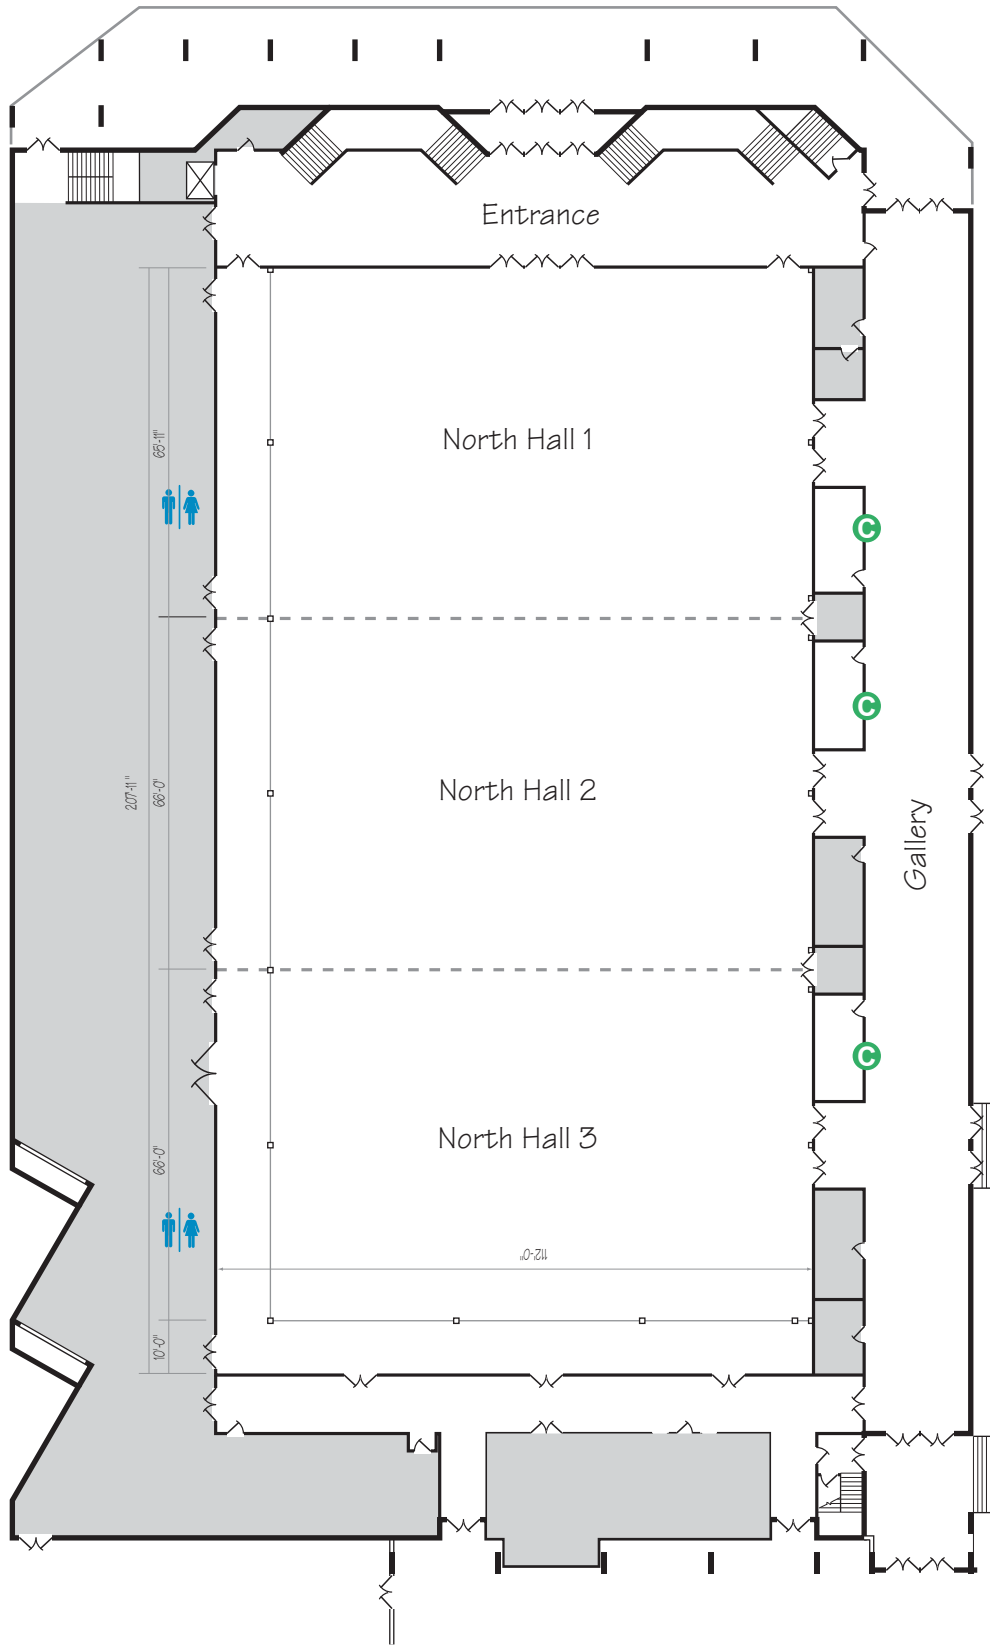 Entrance
North Hall 1
65'-11"
C
C
207'-11"
66'-0"
North Hall 2
Gallery
C
North Hall 3
66'-0"
112'-0"
10'-0"